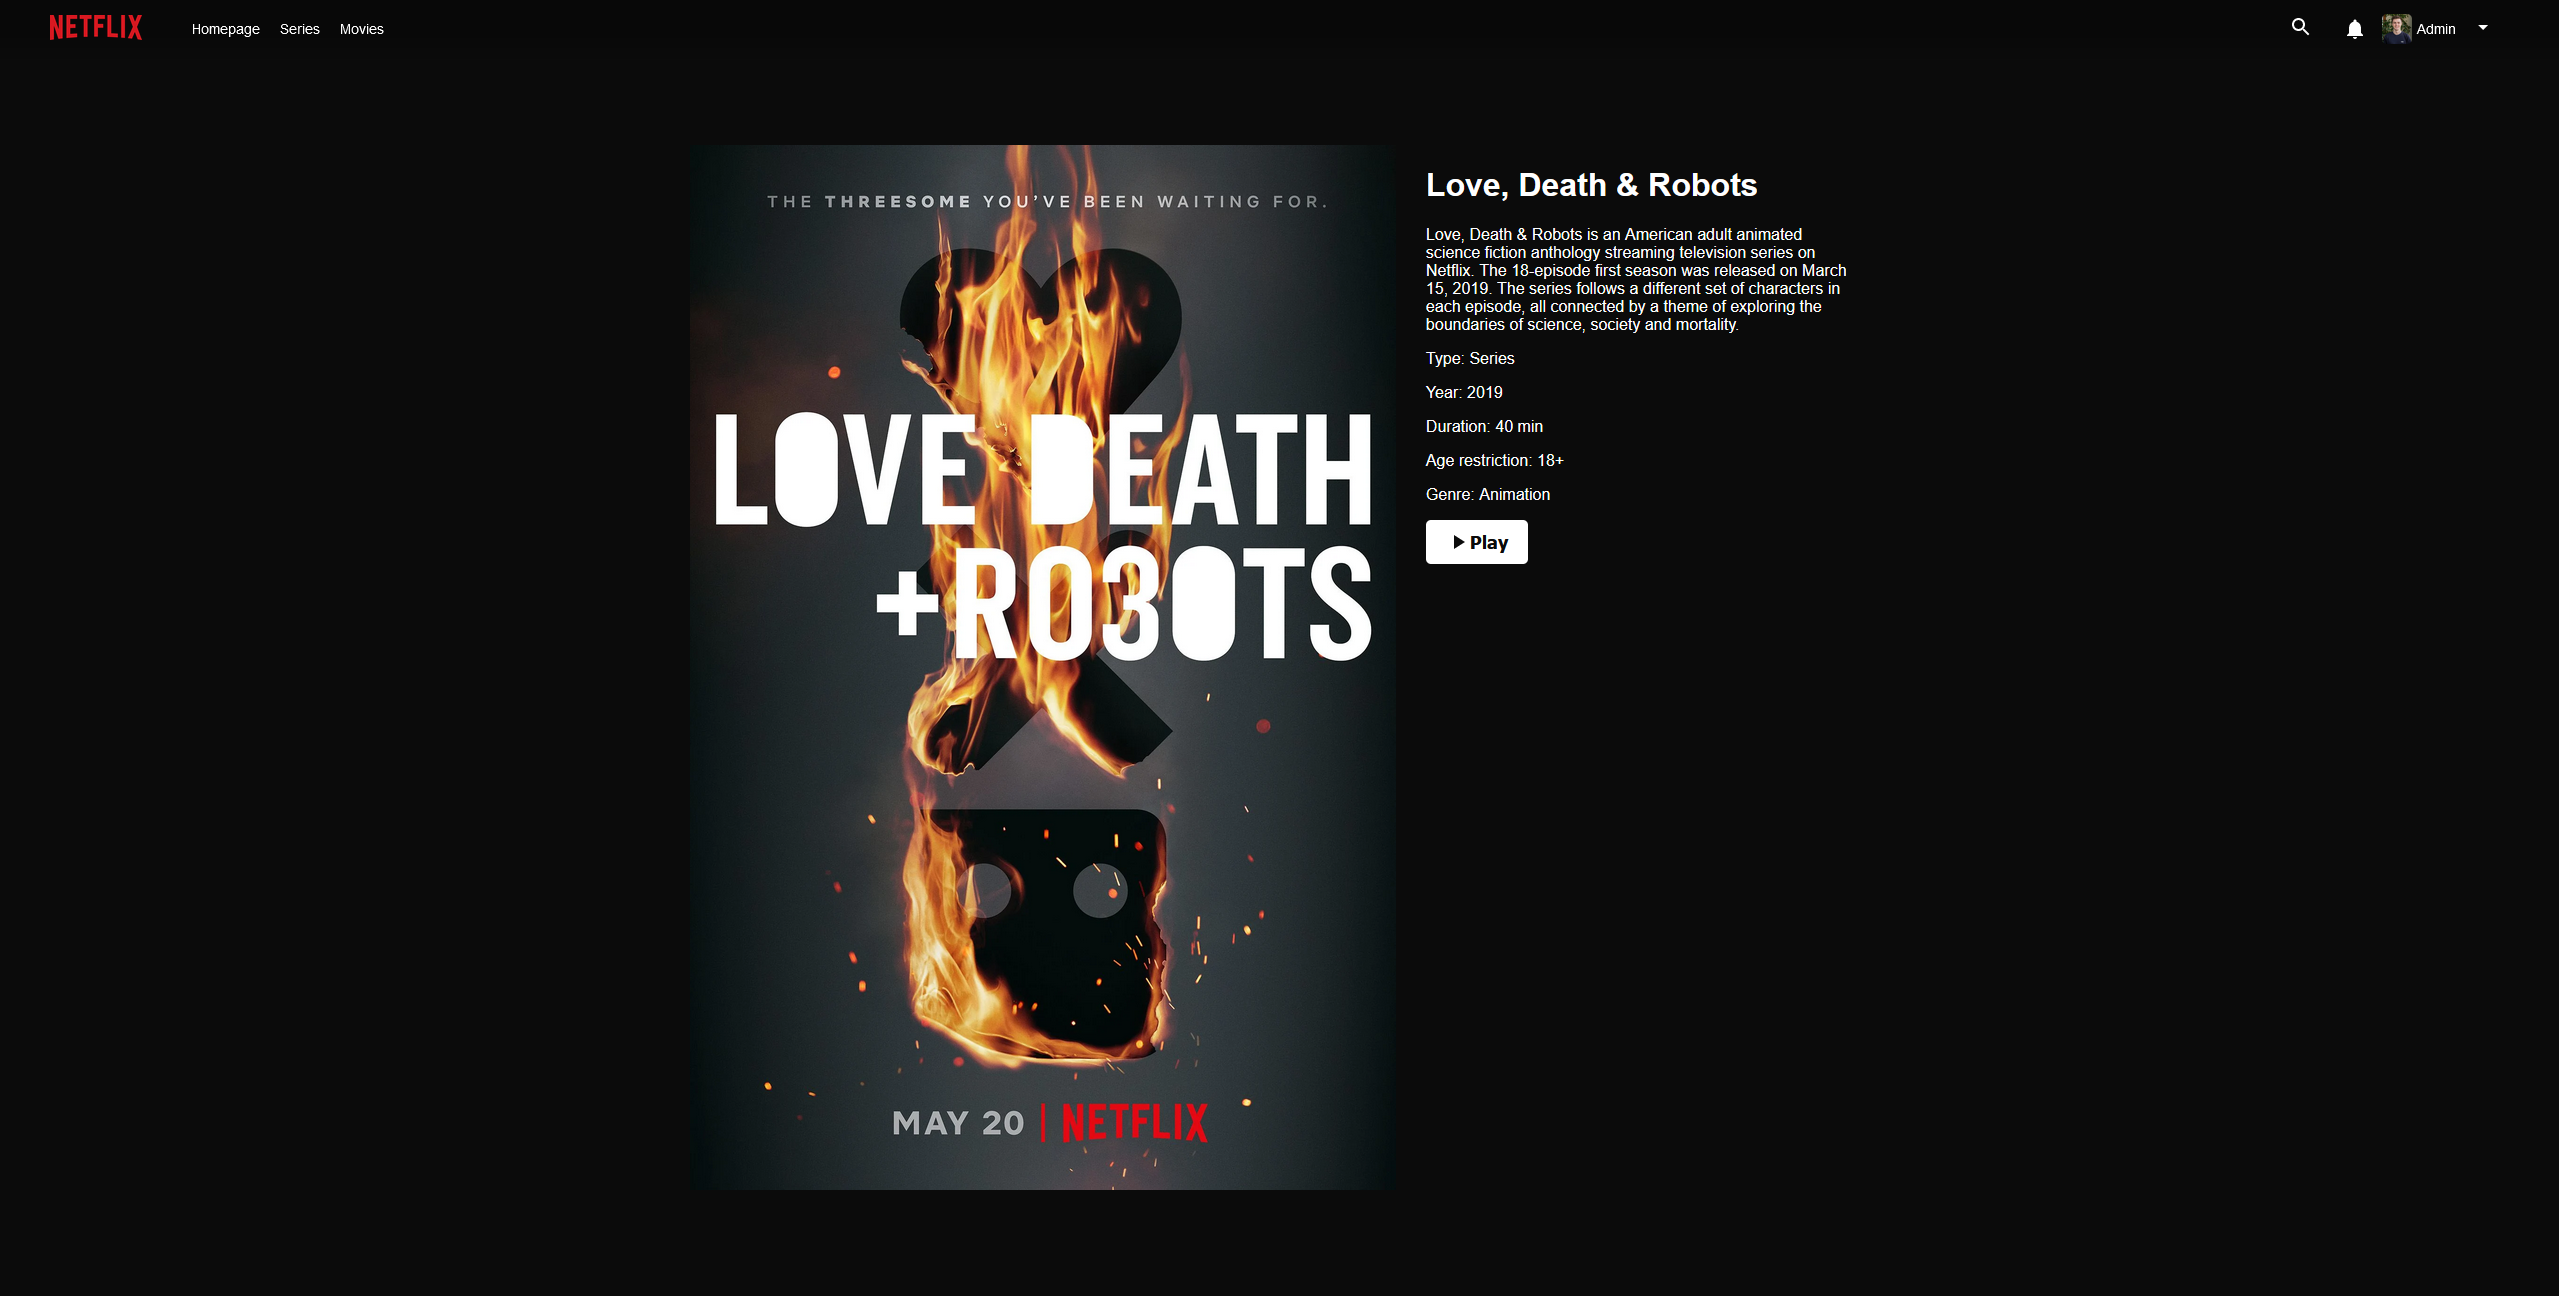 NETFLIX Homepage Series Movies Admin
THE THREESOME YOU'VE BEEN WAITING FOR.
LOVE DEATH
+RO3OTS
MAY 20 | NETFLIX
Love, Death & Robots
Love, Death & Robots is an American adult animated
science fiction anthology streaming television series on
Netflix. The 18-episode first season was released on March
15, 2019. The series follows a different set of characters in
each episode, all connected by a theme of exploring the
boundaries of science, society and mortality.
Type: Series
Year: 2019
Duration: 40 min
Age restriction: 18+
Genre: Animation
Play